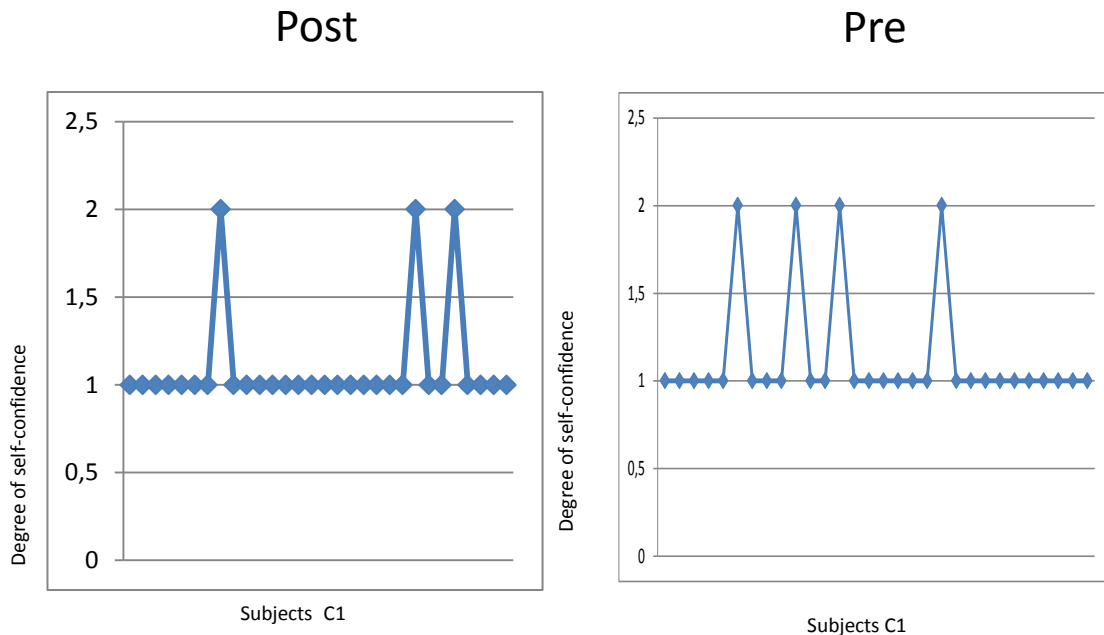 Post
2,5
2
1,5
1
0,5
0
Degree of self-confidence
Subjects C1
Pre
2,5
2
1,5
1
0,5
0
Degree of self-confidence
Subjects C1